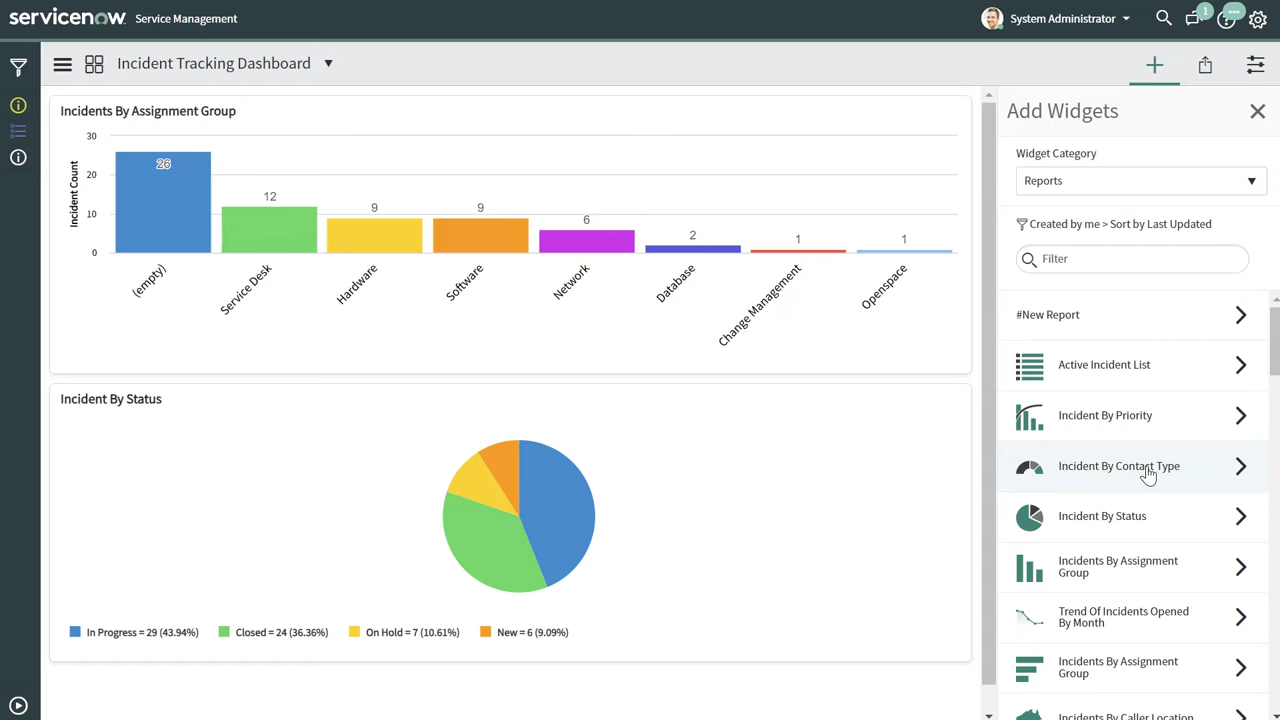 servicenow Service Management
System Administrator
1
Incident Tracking Dashboard
Incidents By Assignment Group
Incident Count
30
20
10
0
26
12
9
9
6
2
1
1
(empty)
Service Desk
Hardware
Software
Network
Database
Change Management
Openspace
Incident By Status
In Progress = 29 (43.94%)
Closed = 24 (36.36%)
On Hold = 7 (10.61%)
New = 6 (9.09%)
Add Widgets
Widget Category
Reports
Created by me > Sort by Last Updated
Filter
#New Report
Active Incident List
Incident By Priority
Incident By Contact Type
Incident By Status
Incidents By Assignment
Group
Trend Of Incidents Opened
By Month
Incidents By Assignment
Group
Incidents By Caller Location